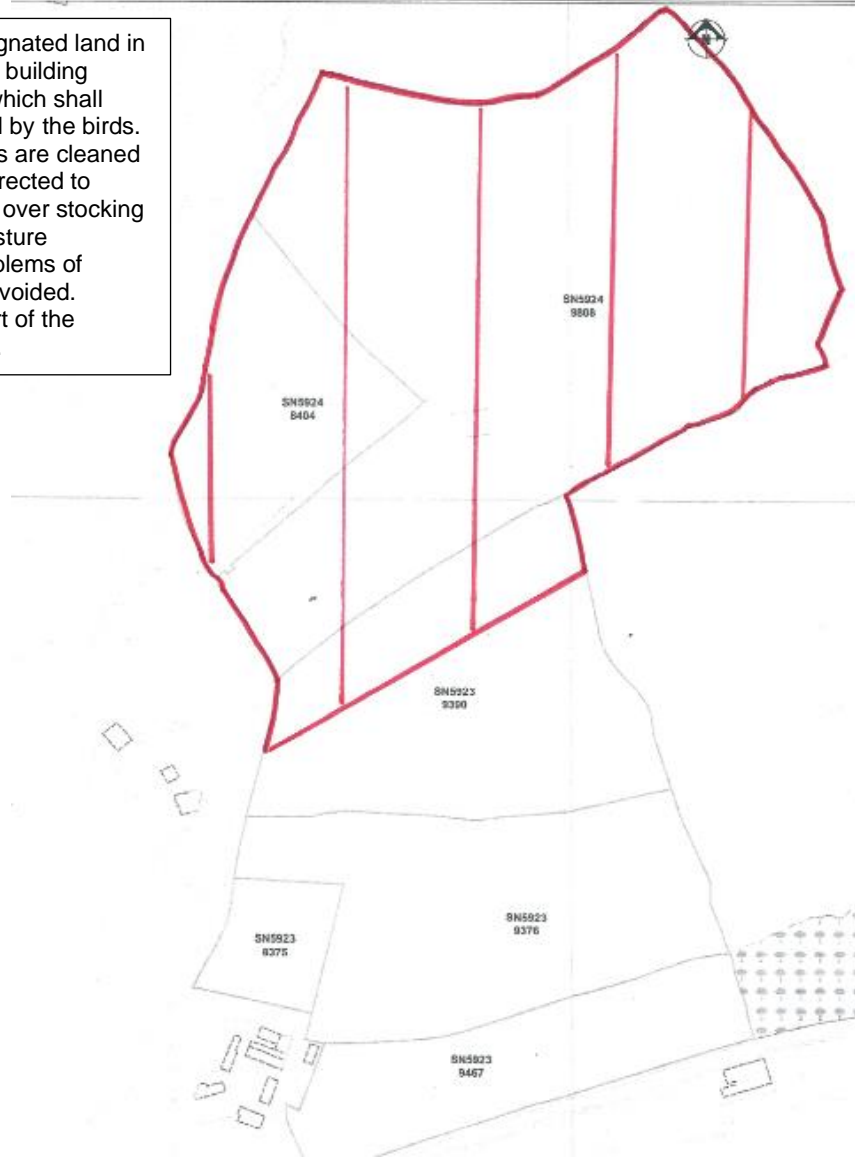 gnated land in
building
which shall
by the birds.
s are cleaned
rected to
over stocking
sture
blems of
voided.
rt of the
N
SN5924
9808
SN5924
8404
SN5923
9390
SN5923
9376
SN5923
8375
SN5923
9467